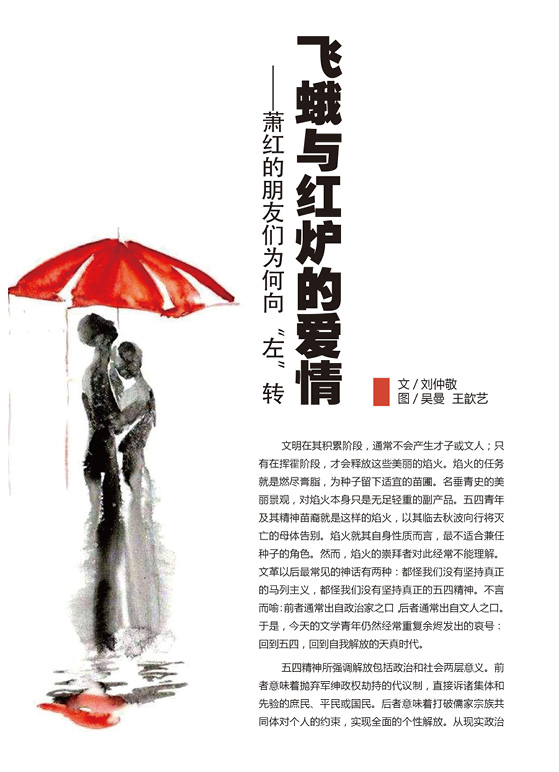 飞蛾与红炉的爱情
——萧红的朋友们为何向“左”转
文/刘仲敬
图/吴曼 王歆艺
文明在其积累阶段，通常不会产生才子或文人；只
有在挥霍阶段，才会释放这些美丽的焰火。焰火的任务
就是燃尽膏脂，为种子留下适宜的苗圃。名垂青史的美
丽景观，对焰火本身只是无足轻重的副产品。五四青年
及其精神苗裔就是这样的焰火，以其临去秋波向行将灭
亡的母体告别。焰火就其自身性质而言，最不适合兼任
种子的角色。然而，焰火的崇拜者对此经常不能理解。
文革以后最常见的神话有两种：都怪我们没有坚持真正
的马列主义，都怪我们没有坚持真正的五四精神。不言
而喻：前者通常出自政治家之口，后者通常出自文人之口。
于是，今天的文学青年仍然经常重复余烬发出的哀号：
回到五四，回到自我解放的天真时代。
五四精神所强调解放包括政治和社会两层意义。前
者意味着抛弃军绅政权劫持的代议制，直接诉诸集体和
先验的庶民、平民或国民。后者意味着打破儒家宗族共
同体对个人的约束，实现全面的个性解放。从现实政治